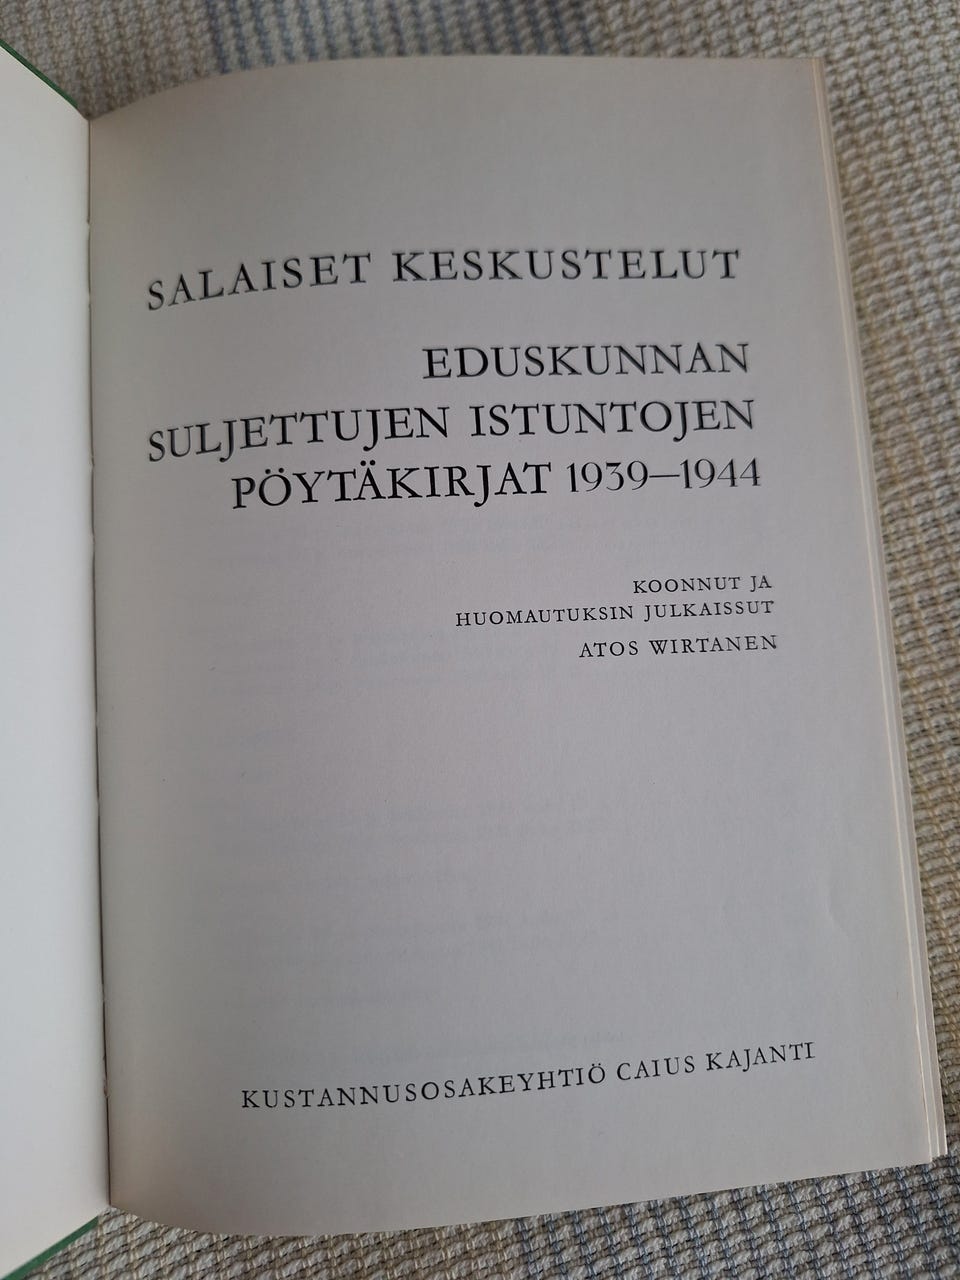 SALAISET KESKUSTELUT
EDUSKUNNAN
SULJETTUJEN ISTUNTOJEN
PÖYTÄKIRJAT 1939–1944
KOONNUT JA
HUOMAUTUKSIN JULKAISSUT
ATOS WIRTANEN
KUSTANNUSOSAKEYHTIÖ CAIUS KAJANTI